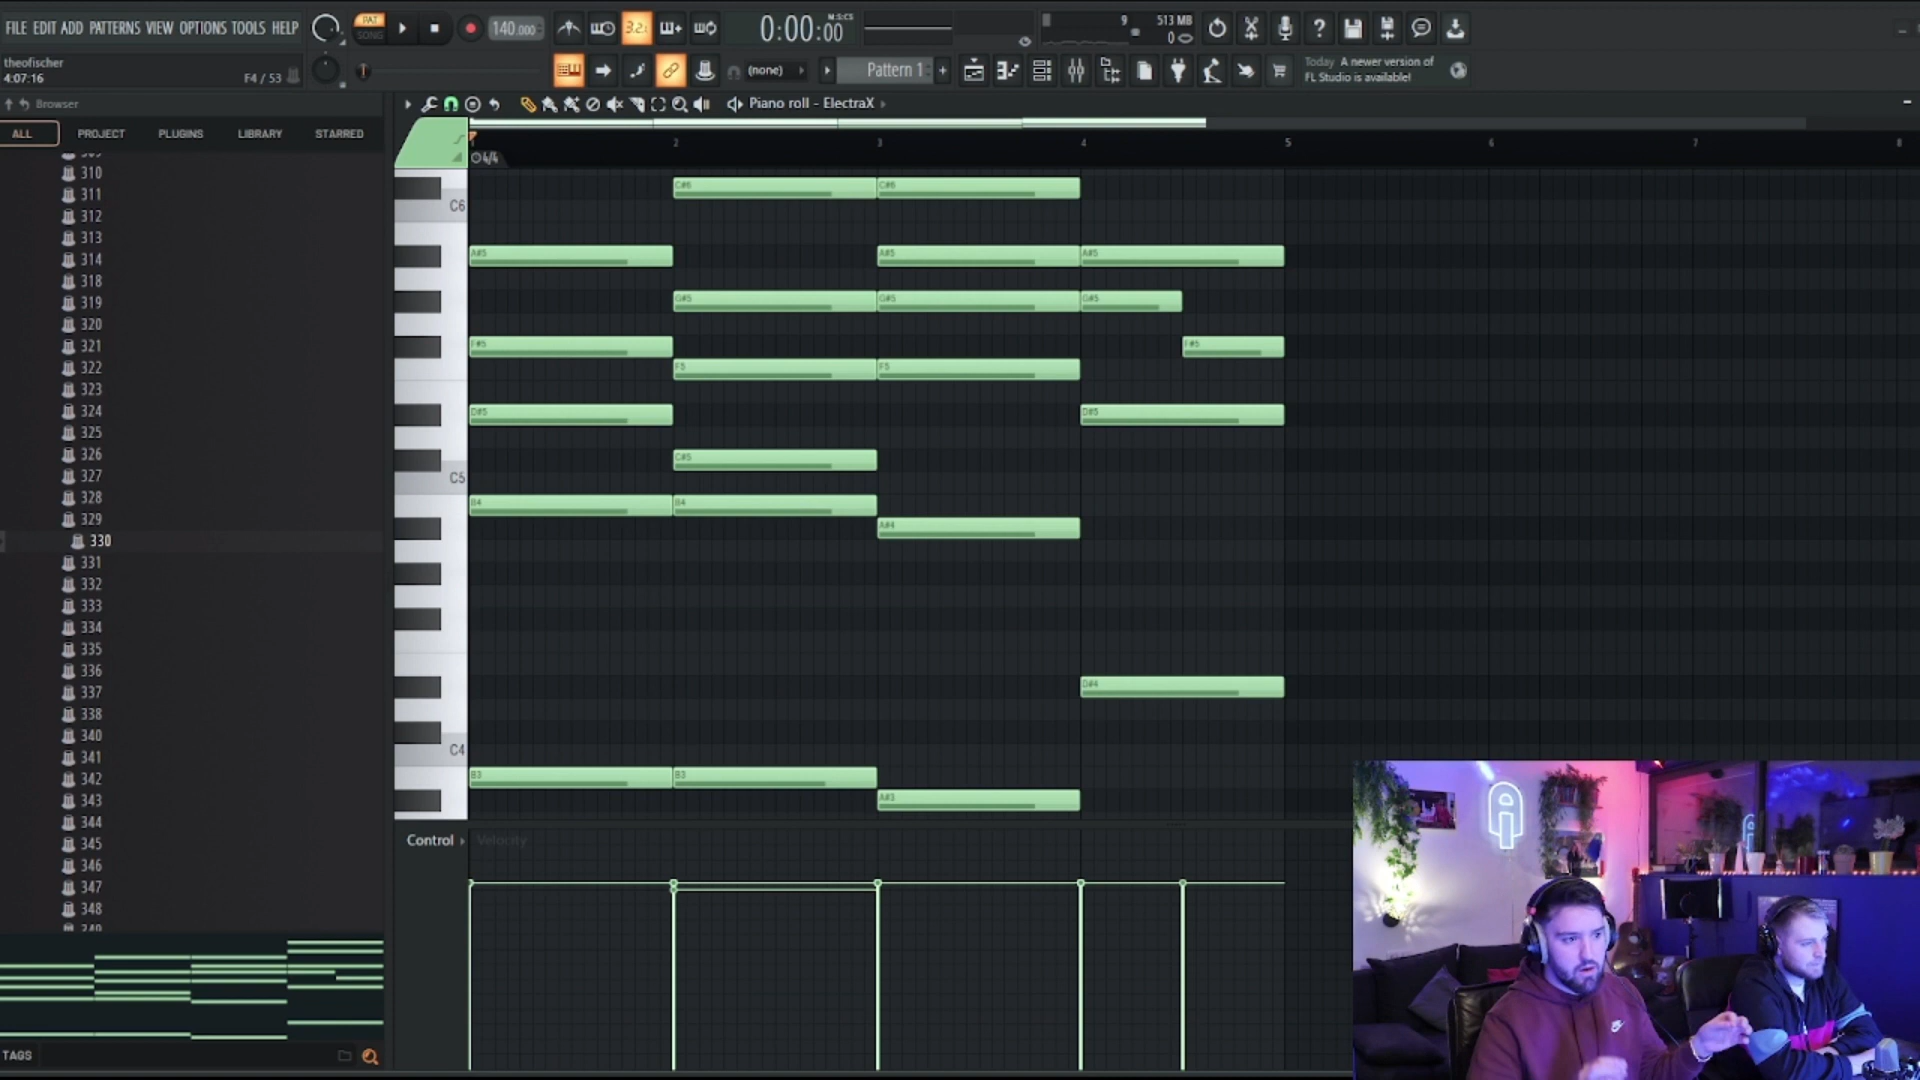 FILE EDIT ADD PATTERNS VIEW OPTIONS TOOLS HELP
PAT
SONG
140.000
3.2.
0:00:00
M:S:CS
9
513 MB
0
theofischer
4:07:16
F4 / 53
(none)
Pattern 1
+
Today A newer version of
FL Studio is available!
Browser
Piano roll - ElectraX
ALL
PROJECT
PLUGINS
LIBRARY
STARRED
309
310
311
312
313
314
318
319
320
321
322
323
324
325
326
327
328
329
330
331
332
333
334
335
336
337
338
340
341
342
343
344
345
346
347
348
349
TAGS
2
3
4
5
6
7
8
4/4
C6
C5
C4
C#6
C#6
A#5
A#5
A#5
G#5
G#5
G#5
F#5
F#5
F5
F5
D#5
D#5
C#5
B4
B4
A#4
D#4
B3
B3
A#3
Control
Velocity